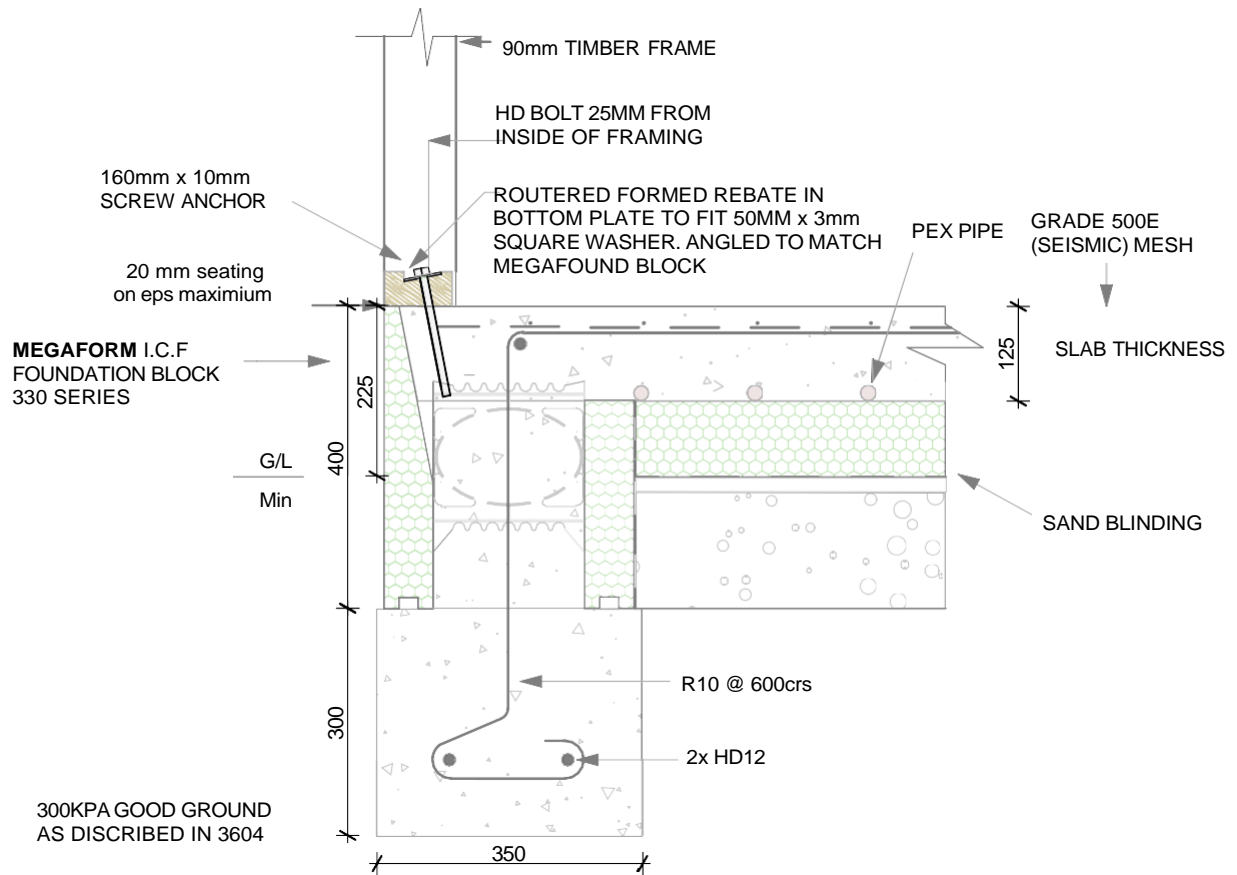 90mm TIMBER FRAME
HD BOLT 25MM FROM
INSIDE OF FRAMING
160mm x 10mm
SCREW ANCHOR
ROUTERED FORMED REBATE IN
BOTTOM PLATE TO FIT 50MM x 3mm
SQUARE WASHER. ANGLED TO MATCH
MEGAFOUND BLOCK
PEX PIPE
GRADE 500E
(SEISMIC) MESH
20 mm seating
on eps maximium
MEGAFORM I.C.F
FOUNDATION BLOCK
330 SERIES
125
SLAB THICKNESS
225
400
G/L
Min
SAND BLINDING
R10 @ 600crs
300
2x HD12
300KPA GOOD GROUND
AS DISCRIBED IN 3604
350